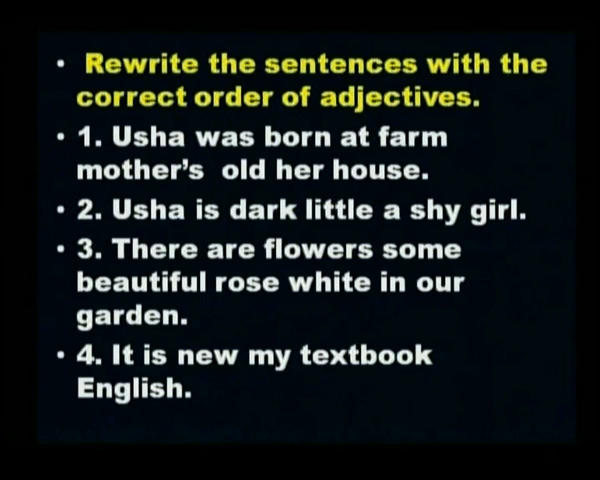 • Rewrite the sentences with the
correct order of adjectives.
• 1. Usha was born at farm
mother's old her house.
• 2. Usha is dark little a shy girl.
• 3. There are flowers some
beautiful rose white in our
garden.
• 4. It is new my textbook
English.